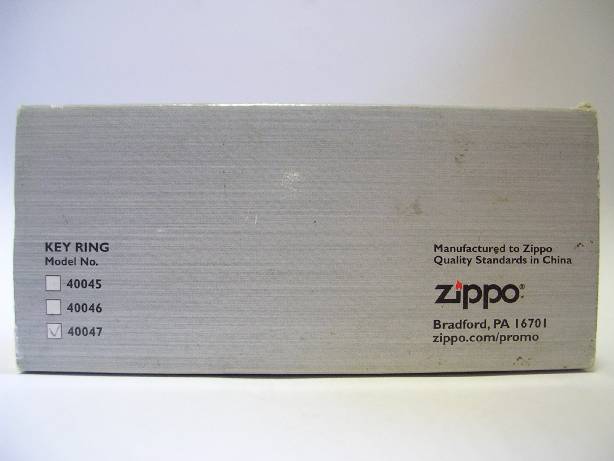 KEY RING
Model No.
40045
40046
40047
Manufactured to Zippo
Quality Standards in China
zippo®
Bradford, PA 16701
zippo.com/promo